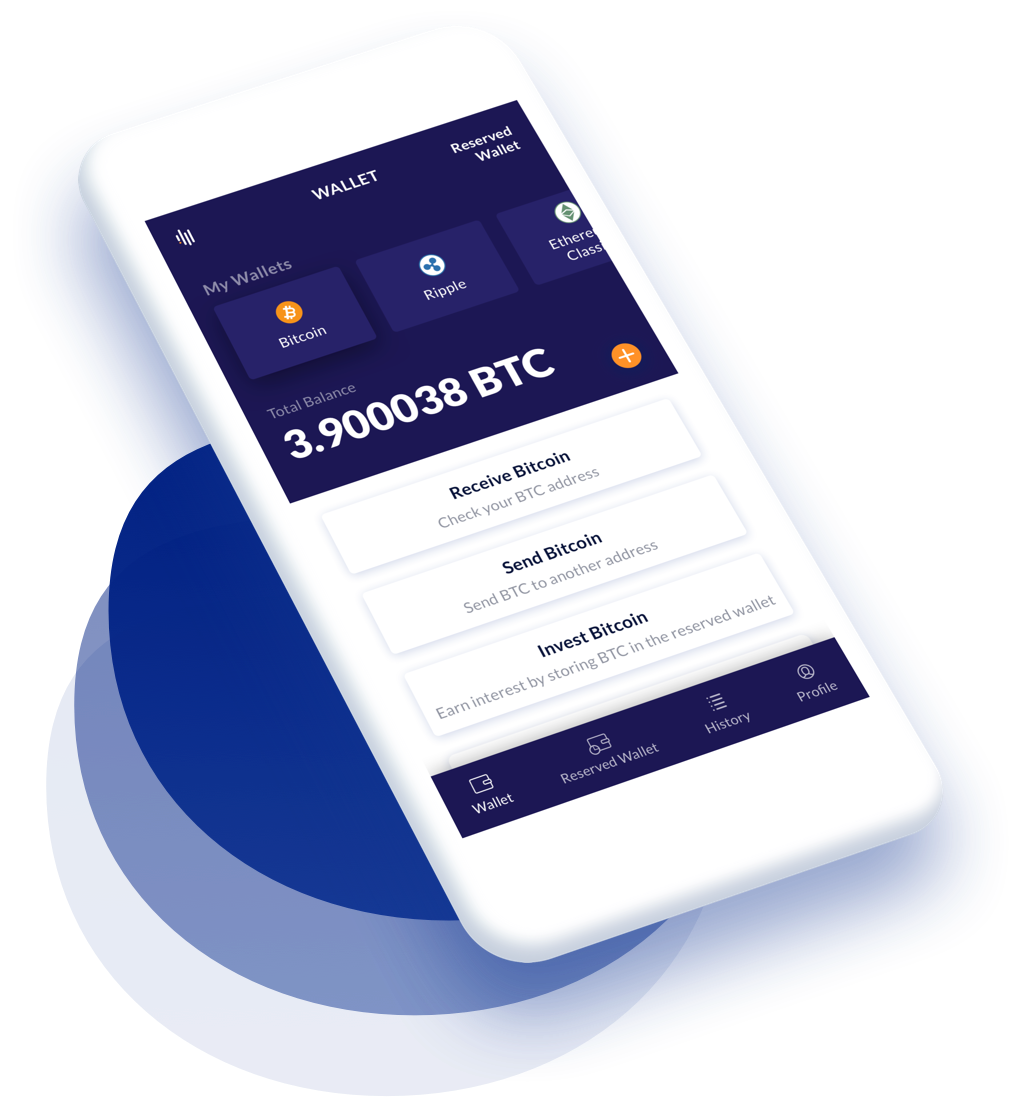 WALLET
Reserved
Wallet
My Wallets
Bitcoin
Ripple
Classic
Total Balance
3.900038 BTC
Receive Bitcoin
Check your BTC address
Send Bitcoin
Send BTC to another address
Invest Bitcoin
Earn interest by storing BTC in the reserved wallet
Wallet
Reserved Wallet
History
Profile